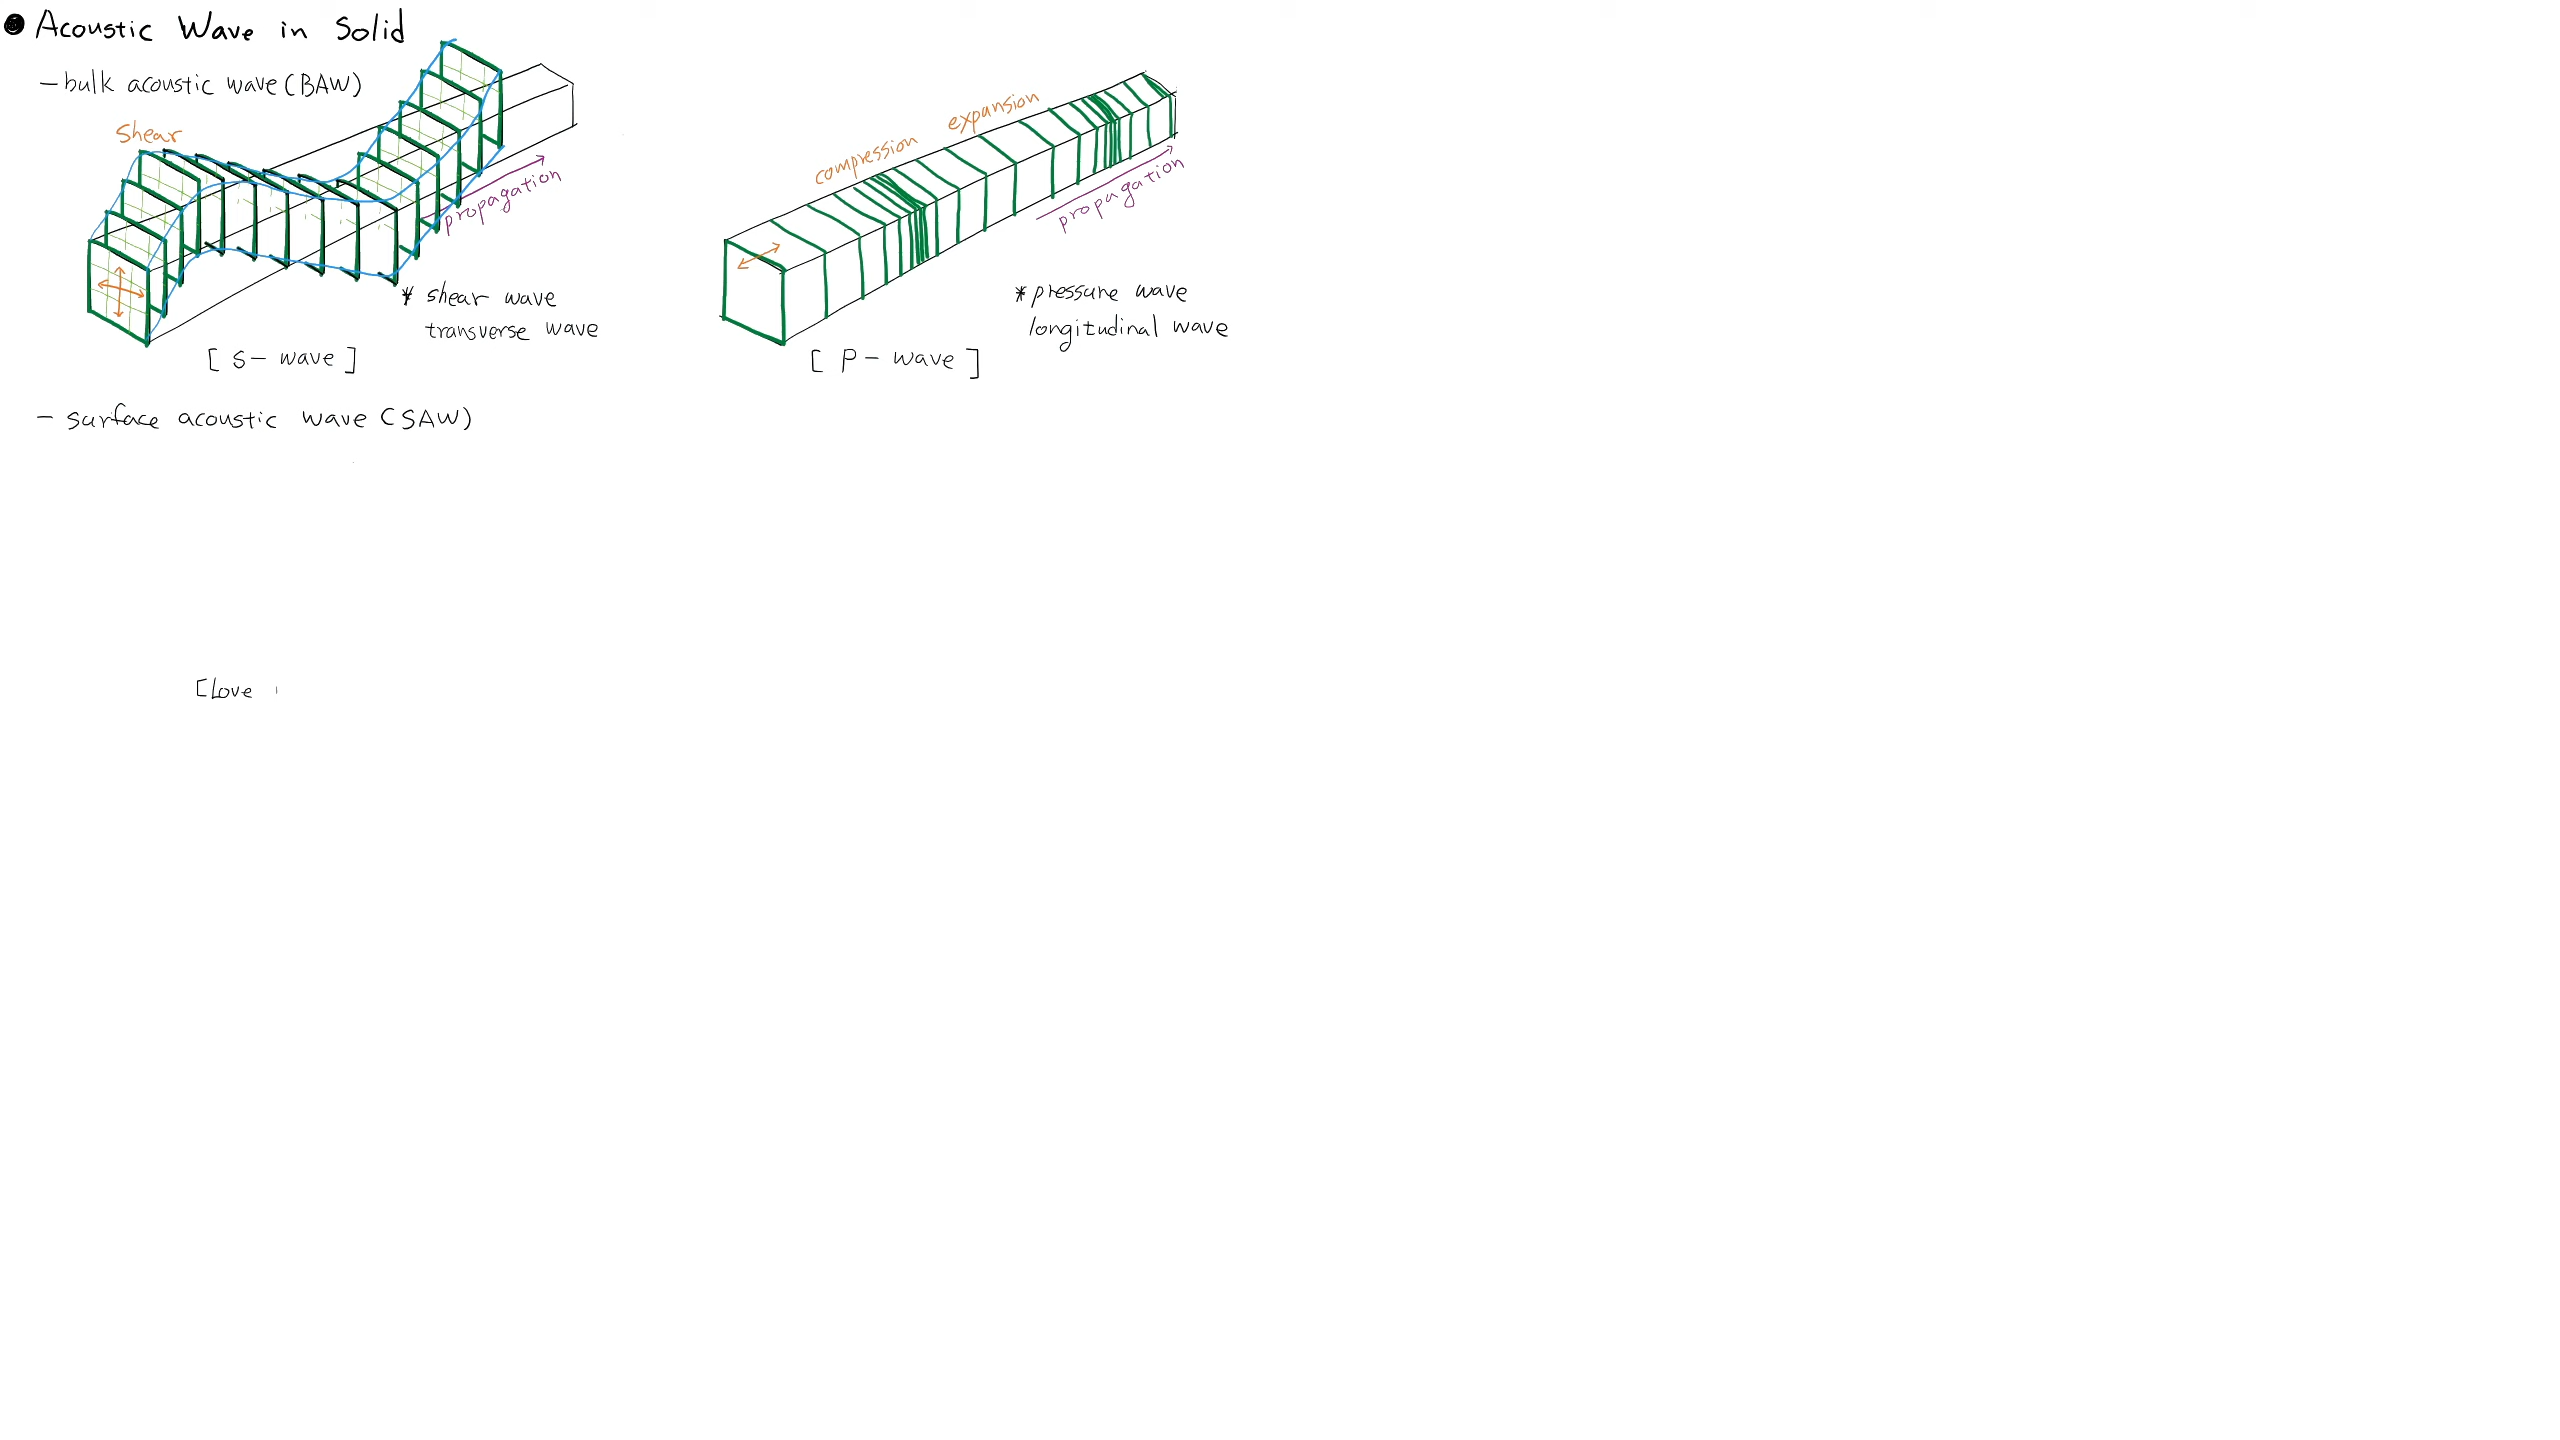 Acoustic Wave in Solid
- bulk acoustic wave (BAW)
shear
propagation
* shear wave
transverse wave
[ S - wave ]
compression
expansion
propagation
* pressure wave
longitudinal wave
[ P - wave ]
- surface acoustic wave (SAW)
[Love